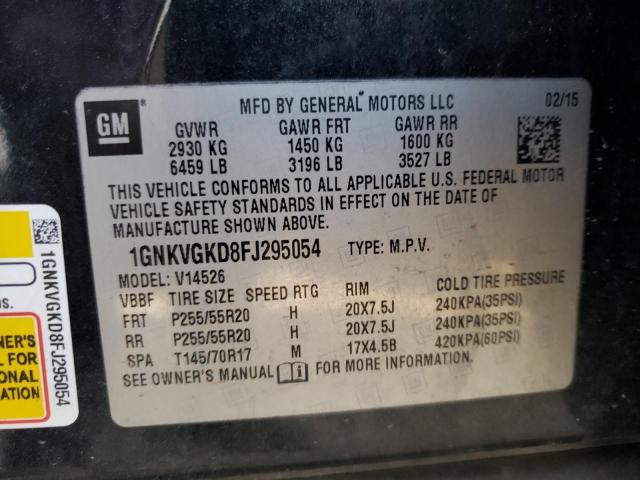 GM
MFD BY GENERAL MOTORS LLC 02/15
GVWR GAWR FRT GAWR RR
2930 KG 1450 KG 1600 KG
6459 LB 3196 LB 3527 LB
THIS VEHICLE CONFORMS TO ALL APPLICABLE U.S. FEDERAL MOTOR
VEHICLE SAFETY STANDARDS IN EFFECT ON THE DATE OF
MANUFACTURE SHOWN ABOVE.
1GNKVGKD8FJ295054 TYPE: M.P.V.
MODEL: V14526
VBBF TIRE SIZE SPEED RTG RIM COLD TIRE PRESSURE
FRT P255/55R20 H 20X7.5J 240KPA(35PSI)
RR P255/55R20 H 20X7.5J 240KPA(35PSI)
SPA T145/70R17 M 17X4.5B 420KPA(60PSI)
SEE OWNER'S MANUAL FOR MORE INFORMATION.
1GNKVGKD8FJ295054
ns.
NER'S
L FOR
ONAL
TION